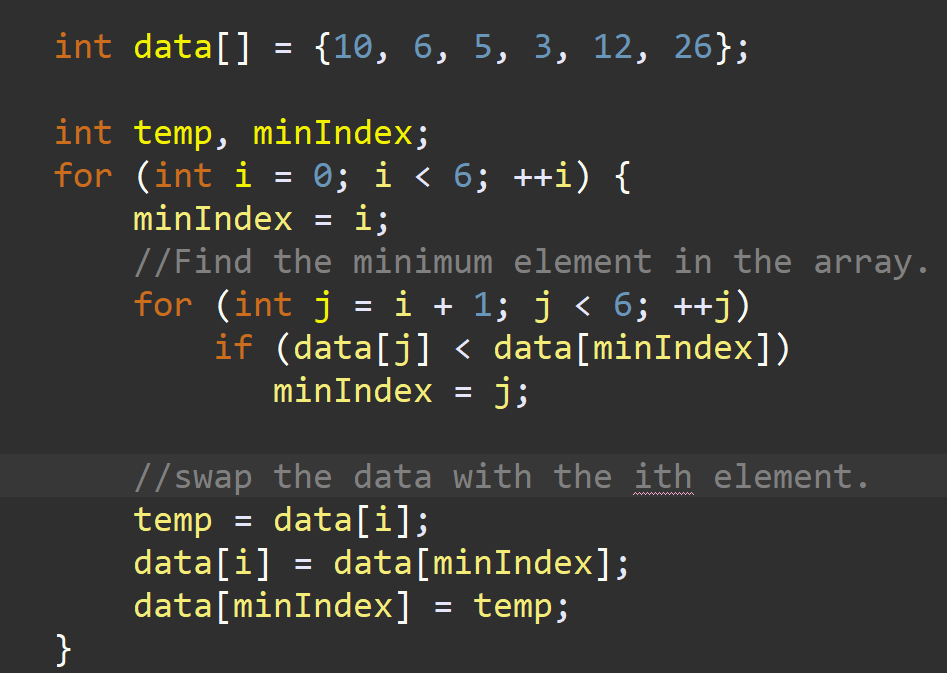 int data[] = {10, 6, 5, 3, 12, 26};
int temp, minIndex;
for (int i = 0; i < 6; ++i) {
minIndex = i;
//Find the minimum element in the array.
for (int j = i + 1; j < 6; ++j)
if (data[j] < data[minIndex])
minIndex = j;
//swap the data with the ith element.
temp = data[i];
data[i] = data[minIndex];
data[minIndex] = temp;
}